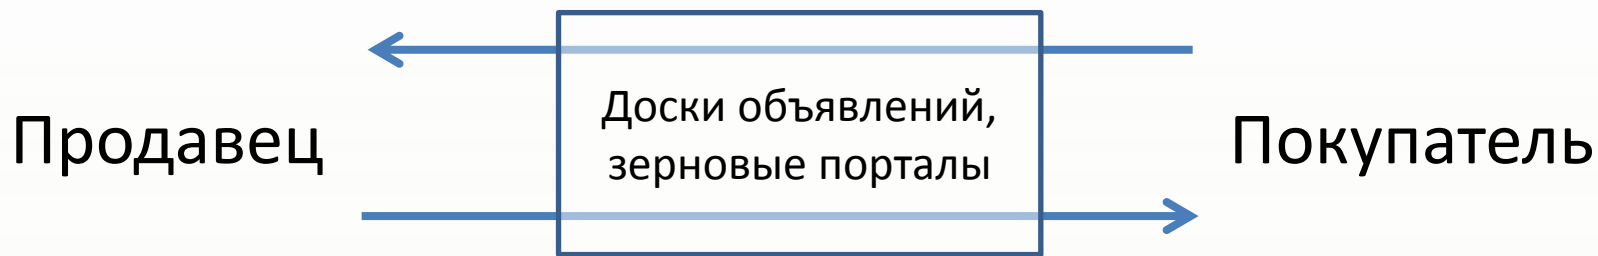 Продавец
Доски объявлений,
зерновые порталы
Покупатель